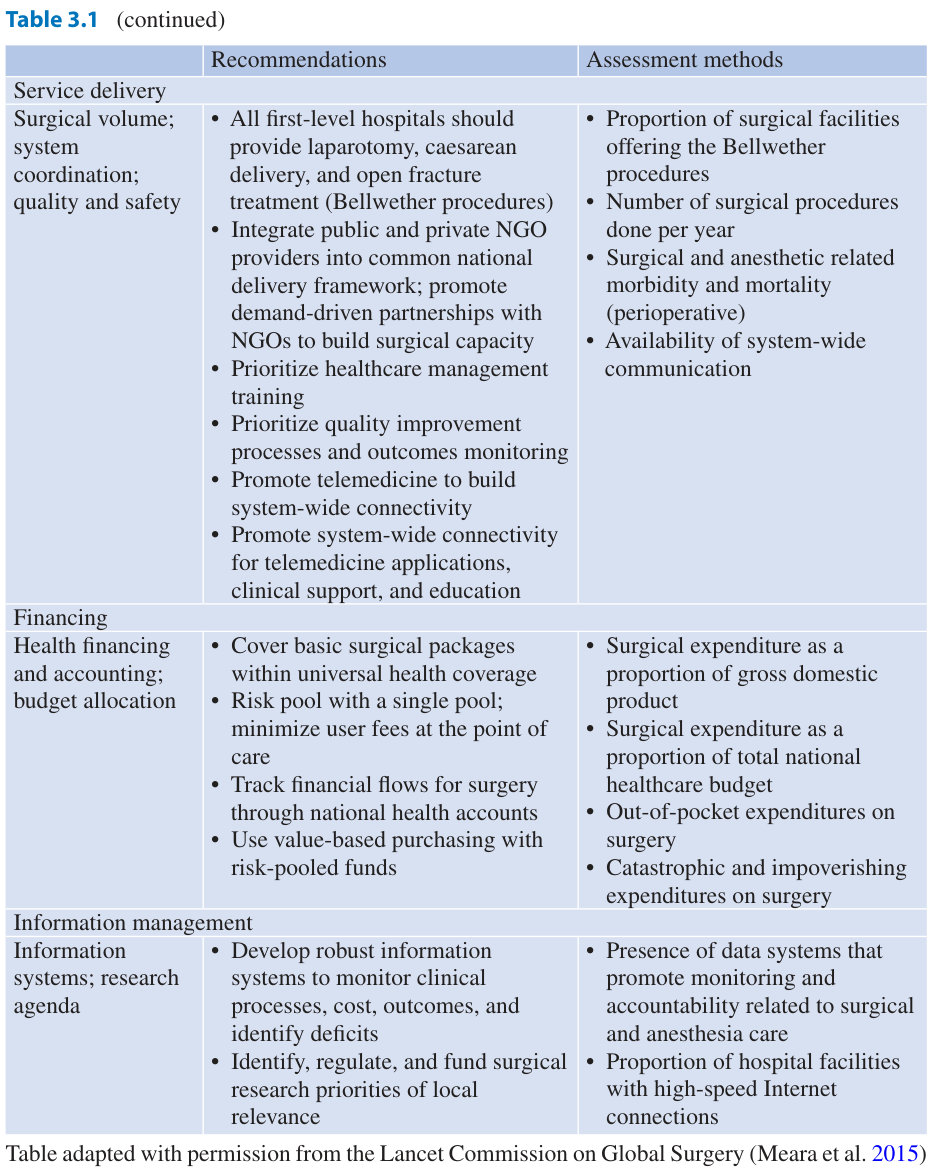 Table 3.1 (continued)
Recommendations
Assessment methods
Service delivery
Surgical volume;
system
coordination;
quality and safety
• All first-level hospitals should
provide laparotomy, caesarean
delivery, and open fracture
treatment (Bellwether procedures)
• Integrate public and private NGO
providers into common national
delivery framework; promote
demand-driven partnerships with
NGOs to build surgical capacity
• Prioritize healthcare management
training
• Prioritize quality improvement
processes and outcomes monitoring
• Promote telemedicine to build
system-wide connectivity
• Promote system-wide connectivity
for telemedicine applications,
clinical support, and education
• Proportion of surgical facilities
offering the Bellwether
procedures
• Number of surgical procedures
done per year
• Surgical and anesthetic related
morbidity and mortality
(perioperative)
• Availability of system-wide
communication
Financing
Health financing
and accounting;
budget allocation
• Cover basic surgical packages
within universal health coverage
• Risk pool with a single pool;
minimize user fees at the point of
care
• Track financial flows for surgery
through national health accounts
• Use value-based purchasing with
risk-pooled funds
• Surgical expenditure as a
proportion of gross domestic
product
• Surgical expenditure as a
proportion of total national
healthcare budget
• Out-of-pocket expenditures on
surgery
• Catastrophic and impoverishing
expenditures on surgery
Information management
Information
systems; research
agenda
• Develop robust information
systems to monitor clinical
processes, cost, outcomes, and
identify deficits
• Identify, regulate, and fund surgical
research priorities of local
relevance
• Presence of data systems that
promote monitoring and
accountability related to surgical
and anesthesia care
• Proportion of hospital facilities
with high-speed Internet
connections
Table adapted with permission from the Lancet Commission on Global Surgery (Meara et al. 2015)